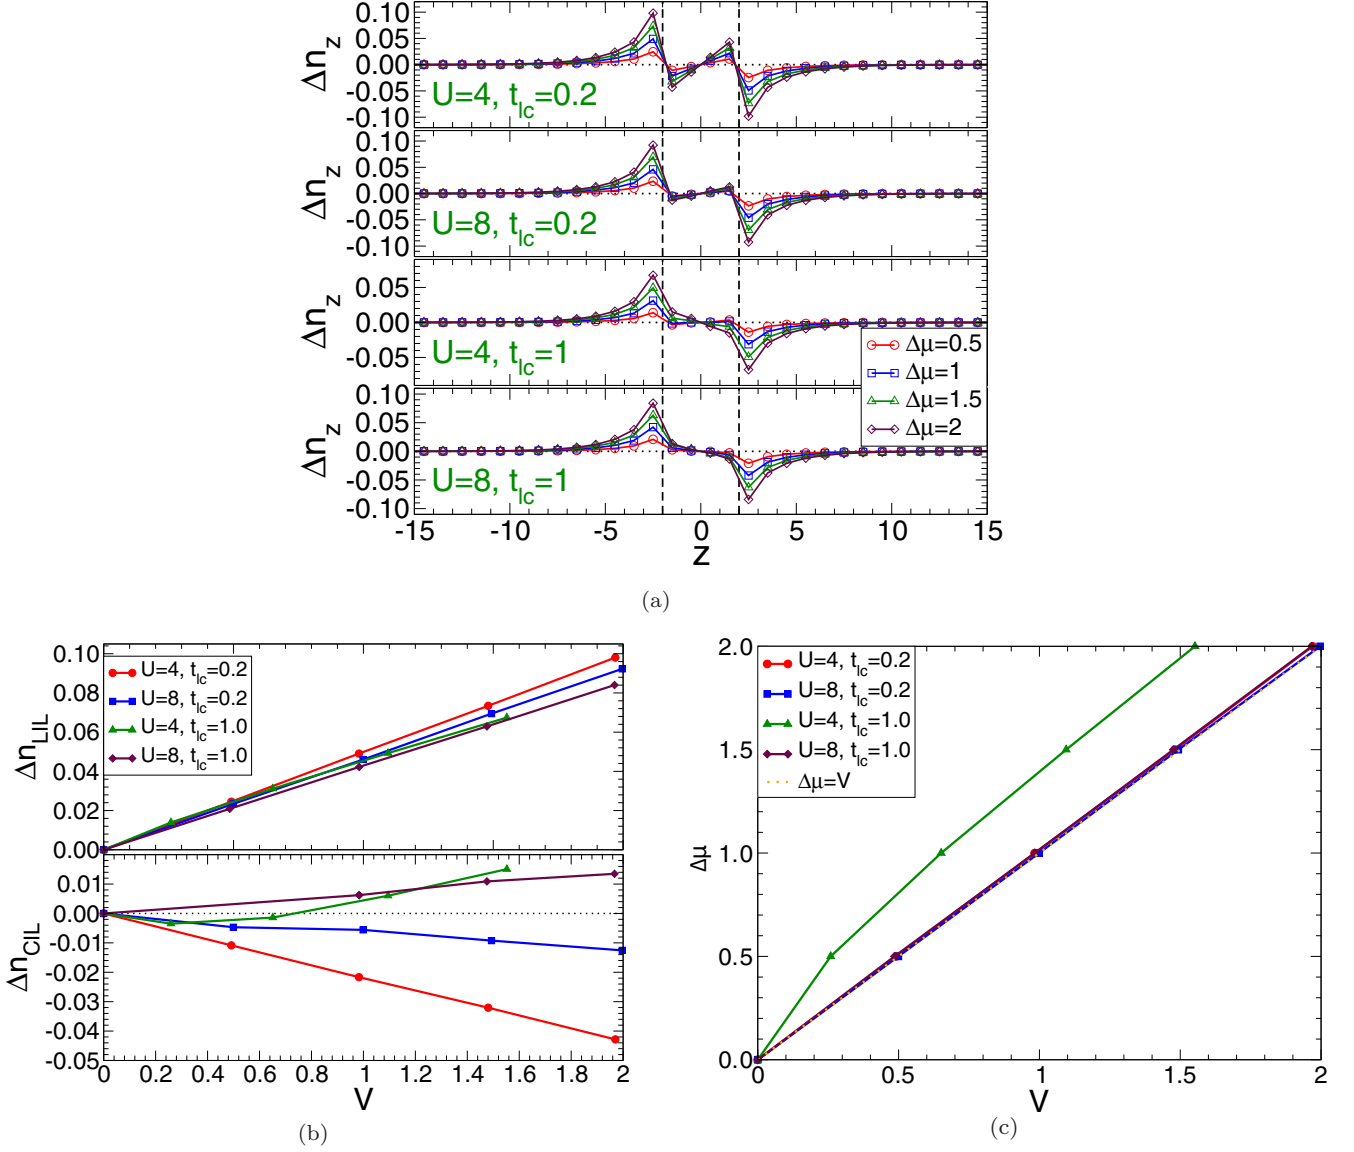 0.10
0.05
0.00
-0.05
-0.10
Δn_z
U=4, t_lc=0.2
0.10
0.05
0.00
-0.05
-0.10
Δn_z
U=8, t_lc=0.2
0.05
0.00
-0.05
Δn_z
U=4, t_lc=1
Δμ=0.5
Δμ=1
Δμ=1.5
Δμ=2
0.10
0.05
0.00
-0.05
-0.10
Δn_z
U=8, t_lc=1
-15 -10 -5 0 5 10 15
z
(a)
0.10
0.08
0.06
0.04
0.02
0.00
Δn_LIL
U=4, t_lc=0.2
U=8, t_lc=0.2
U=4, t_lc=1.0
U=8, t_lc=1.0
0.01
0.00
-0.01
-0.02
-0.03
-0.04
-0.05
Δn_CIL
0 0.2 0.4 0.6 0.8 1 1.2 1.4 1.6 1.8 2
V
(b)
2.0
1.5
1.0
0.5
0.0
Δμ
U=4, t_lc=0.2
U=8, t_lc=0.2
U=4, t_lc=1.0
U=8, t_lc=1.0
Δμ=V
0 0.5 1 1.5 2
V
(c)